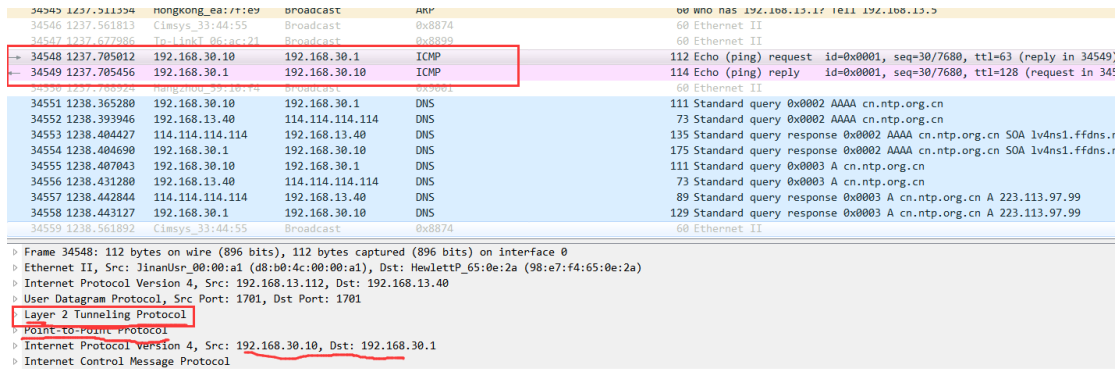 34545 1237.511354 HongKong_ea:7f:e9 Broadcast ARP 60 Who has 192.168.13.1? Tell 192.168.13.5
34546 1237.561813 Cimsys_33:44:55 Broadcast 0x8874 60 Ethernet II
34547 1237.677986 Tp-LinkT_06:ac:21 Broadcast 0x8899 60 Ethernet II
34548 1237.705012 192.168.30.10 192.168.30.1 ICMP 112 Echo (ping) request id=0x0001, seq=30/7680, ttl=63 (reply in 34549)
34549 1237.705456 192.168.30.1 192.168.30.10 ICMP 114 Echo (ping) reply id=0x0001, seq=30/7680, ttl=128 (request in 345
Broadcast 60 Ethernet II
34551 1238.365280 192.168.30.10 192.168.30.1 DNS 111 Standard query 0x0002 AAAA cn.ntp.org.cn
34552 1238.393946 192.168.13.40 114.114.114.114 DNS 73 Standard query 0x0002 AAAA cn.ntp.org.cn
34553 1238.404427 114.114.114.114 192.168.13.40 DNS 135 Standard query response 0x0002 AAAA cn.ntp.org.cn SOA lv4ns1.ffdns.n
34554 1238.404690 192.168.30.1 192.168.30.10 DNS 175 Standard query response 0x0002 AAAA cn.ntp.org.cn SOA lv4ns1.ffdns.n
34555 1238.407043 192.168.30.10 192.168.30.1 DNS 111 Standard query 0x0003 A cn.ntp.org.cn
34556 1238.431280 192.168.13.40 114.114.114.114 DNS 73 Standard query 0x0003 A cn.ntp.org.cn
34557 1238.442844 114.114.114.114 192.168.13.40 DNS 89 Standard query response 0x0003 A cn.ntp.org.cn A 223.113.97.99
34558 1238.443127 192.168.30.1 192.168.30.10 DNS 129 Standard query response 0x0003 A cn.ntp.org.cn A 223.113.97.99
34559 1238.561892 Cimsys_33:44:55 Broadcast 0x8874 60 Ethernet II
Frame 34548: 112 bytes on wire (896 bits), 112 bytes captured (896 bits) on interface 0
Ethernet II, Src: JinanUsr_00:00:a1 (d8:b0:4c:00:00:a1), Dst: HewlettP_65:0e:2a (98:e7:f4:65:0e:2a)
Internet Protocol Version 4, Src: 192.168.13.112, Dst: 192.168.13.40
User Datagram Protocol, Src Port: 1701, Dst Port: 1701
Layer 2 Tunneling Protocol
Point-to-Point Protocol
Internet Protocol Version 4, Src: 192.168.30.10, Dst: 192.168.30.1
Internet Control Message Protocol